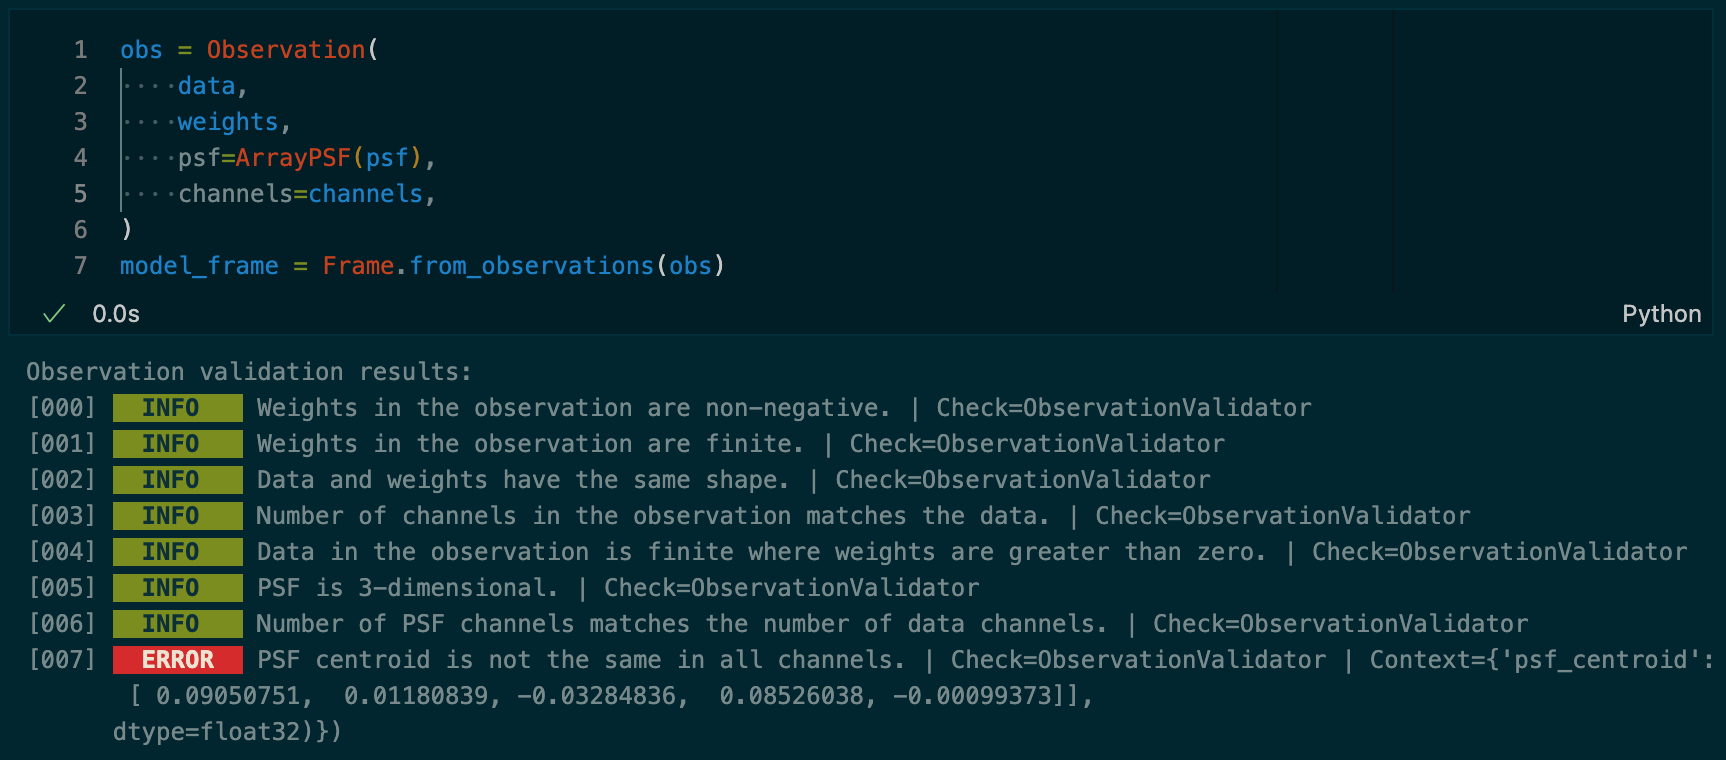 1 obs = Observation(
2 ····data,
3 ····weights,
4 ····psf=ArrayPSF(psf),
5 ····channels=channels,
6 )
7 model_frame = Frame.from_observations(obs)
✓ 0.0s Python
Observation validation results:
[000] INFO Weights in the observation are non-negative. | Check=ObservationValidator
[001] INFO Weights in the observation are finite. | Check=ObservationValidator
[002] INFO Data and weights have the same shape. | Check=ObservationValidator
[003] INFO Number of channels in the observation matches the data. | Check=ObservationValidator
[004] INFO Data in the observation is finite where weights are greater than zero. | Check=ObservationValidator
[005] INFO PSF is 3-dimensional. | Check=ObservationValidator
[006] INFO Number of PSF channels matches the number of data channels. | Check=ObservationValidator
[007] ERROR PSF centroid is not the same in all channels. | Check=ObservationValidator | Context={'psf_centroid':
[ 0.09050751, 0.01180839, -0.03284836, 0.08526038, -0.00099373]],
dtype=float32)})